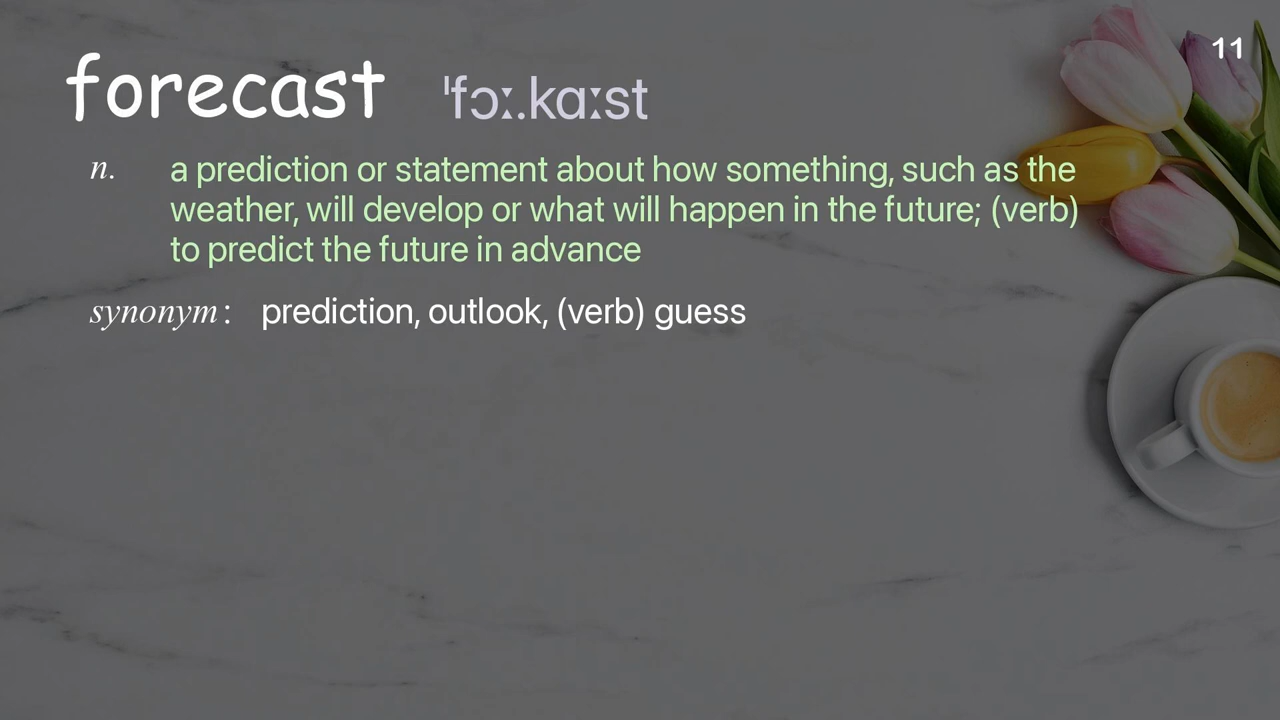 11
forecast ˈfɔː.kɑːst
n. a prediction or statement about how something, such as the
weather, will develop or what will happen in the future; (verb)
to predict the future in advance
synonym: prediction, outlook, (verb) guess